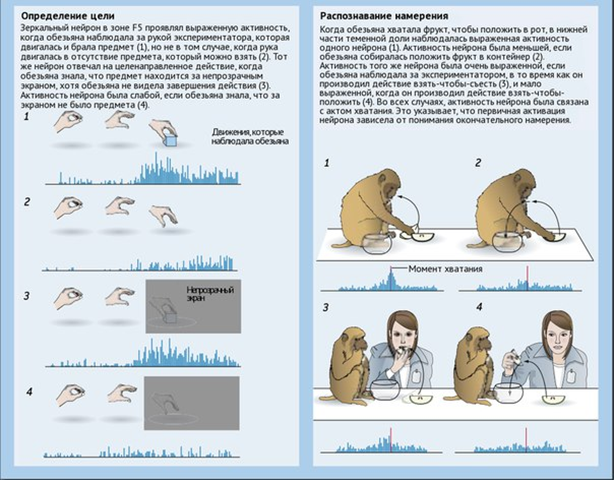 Определение цели
Зеркальный нейрон в зоне F5 проявлял выраженную активность,
когда обезьяна наблюдала за рукой экспериментатора, которая
двигалась и брала предмет (1), но не в том случае, когда рука
двигалась в отсутствие предмета, который можно взять (2). Тот
же нейрон отвечал на целенаправленное действие, когда
обезьяна знала, что предмет находится за непрозрачным
экраном, хотя обезьяна не видела завершения действия (3).
Активность нейрона была слабой, если обезьяна знала, что за
экраном не было предмета (4).
1
Движения, которые
наблюдала обезьяна
2
3
Непрозрачный
экран
4
Распознавание намерения
Когда обезьяна хватала фрукт, чтобы положить в рот, в нижней
части теменной доли наблюдалась выраженная активность
одного нейрона (1). Активность нейрона была меньшей, если
обезьяна собиралась положить фрукт в контейнер (2).
Активность того же нейрона была очень выраженной, если
обезьяна наблюдала за экспериментатором, в то время как он
производил действие взять-чтобы-съесть (3), и мало
выраженной, когда он производил действие взять-чтобы-
положить (4). Во всех случаях, активность нейрона была связана
с актом хватания. Это указывает, что первичная активация
нейрона зависела от понимания окончательного намерения.
1
2
Момент хватания
3
4